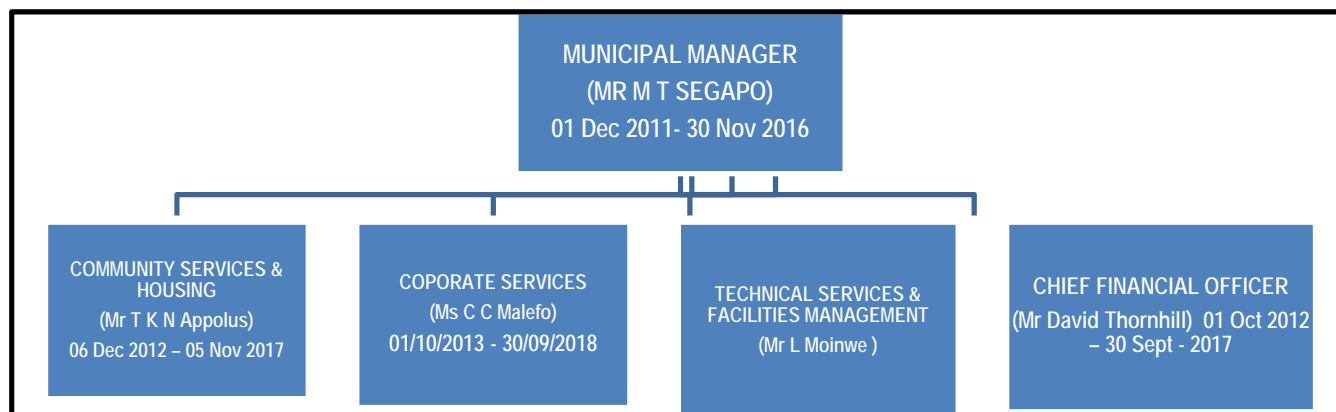 MUNICIPAL MANAGER
(MR M T SEGAPO)
01 Dec 2011- 30 Nov 2016
COMMUNITY SERVICES &
HOUSING
(Mr T K N Appolus)
06 Dec 2012 – 05 Nov 2017
COPORATE SERVICES
(Ms C C Malefo)
01/10/2013 - 30/09/2018
TECHNICAL SERVICES &
FACILITIES MANAGEMENT
(Mr L Moinwe )
CHIEF FINANCIAL OFFICER
(Mr David Thornhill) 01 Oct 2012
– 30 Sept - 2017